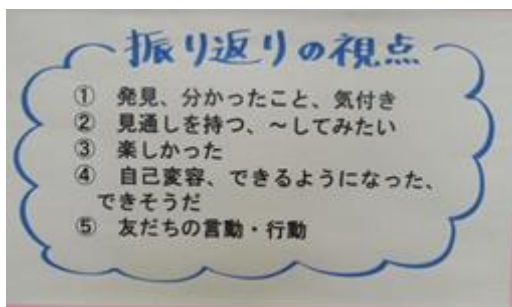 振り返りの視点
① 発見、分かったこと、気付き
② 見通しを持つ、～してみたい
③ 楽しかった
④ 自己変容、できるようになった、
できそうだ
⑤ 友だちの言動・行動